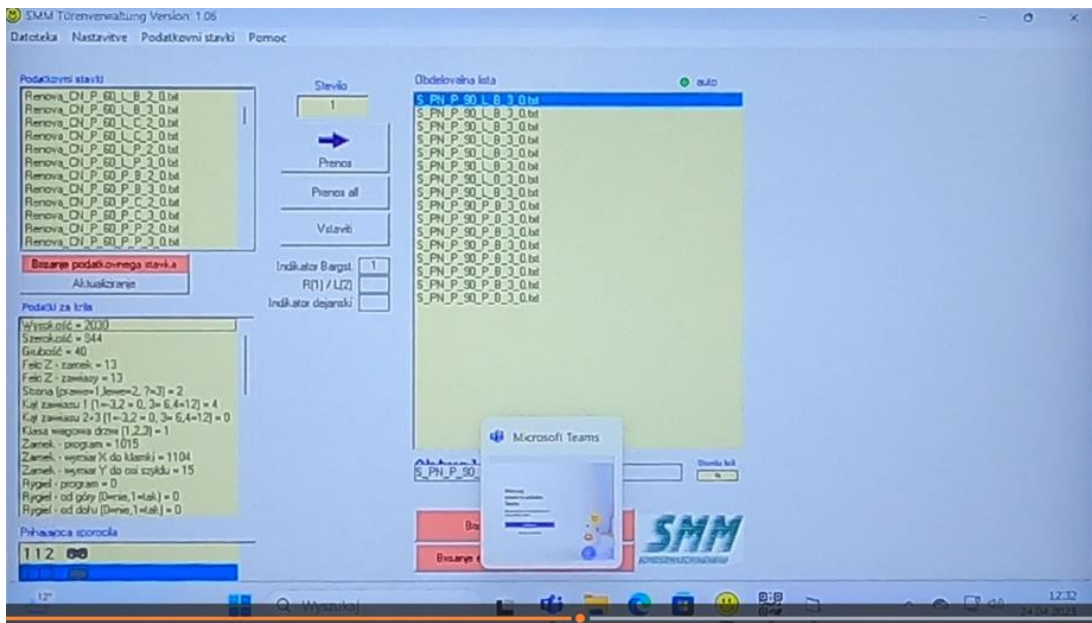 SMM Türenverwaltung Version: 1.06
Datoteka Nastavitve Podatkovni stavki Pomoc
Podatkovni stavki
Renova_CN_P_60_L_B_2_0.txt
Renova_CN_P_60_L_B_3_0.txt
Renova_CN_P_60_L_C_2_0.txt
Renova_CN_P_60_L_C_3_0.txt
Renova_CN_P_60_L_P_2_0.txt
Renova_CN_P_60_L_P_3_0.txt
Renova_CN_P_60_P_B_2_0.txt
Renova_CN_P_60_P_B_3_0.txt
Renova_CN_P_60_P_C_2_0.txt
Renova_CN_P_60_P_C_3_0.txt
Renova_CN_P_60_P_P_2_0.txt
Renova_CN_P_60_P_P_3_0.txt
Brisanje podatkovnega stavka
Aktualiziranje
Podatki za krila
Wysokość = 2030
Szerokość = 944
Grubość = 40
Felc Z - zamek = 13
Felc Z - zawiasy = 13
Strona (prawe=1,lewe=2, ?=3) = 2
Kąt zawiasu 1 (1=-3,2 = 0, 3= 6,4=12) = 4
Kąt zawiasu 2+3 (1=-3,2 = 0, 3= 6,4=12) = 0
Klasa wagowa drzwi (1,2,3) = 1
Zamek - program = 1015
Zamek - wymiar X do klamki = 1104
Zamek - wymiar Y do osi szyldu = 15
Rygiel - program = 0
Rygiel - od góry (0=nie,1=tak) = 0
Rygiel - od dołu (0=nie,1=tak) = 0
Prihajajoca sporocila
112
Stevilo
1
Prenos
Prenos all
Vstaviti
Indikator Bargst. 1
R(1) / L(2)
Indikator dejanski
Obdelovalna lista
auto
S_PN_P_90_L_B_3_0.txt
S_PN_P_90_L_B_3_0.txt
S_PN_P_90_L_B_3_0.txt
S_PN_P_90_L_B_3_0.txt
S_PN_P_90_L_B_3_0.txt
S_PN_P_90_L_B_3_0.txt
S_PN_P_90_L_B_3_0.txt
S_PN_P_90_L_B_3_0.txt
S_PN_P_90_P_B_3_0.txt
S_PN_P_90_P_B_3_0.txt
S_PN_P_90_P_B_3_0.txt
S_PN_P_90_P_B_3_0.txt
S_PN_P_90_P_B_3_0.txt
S_PN_P_90_P_B_3_0.txt
S_PN_P_90_P_B_3_0.txt
S_PN_P_90
Microsoft Teams
Brisanje
SMM
12°
Wyszukaj
12:32
24.04.2023